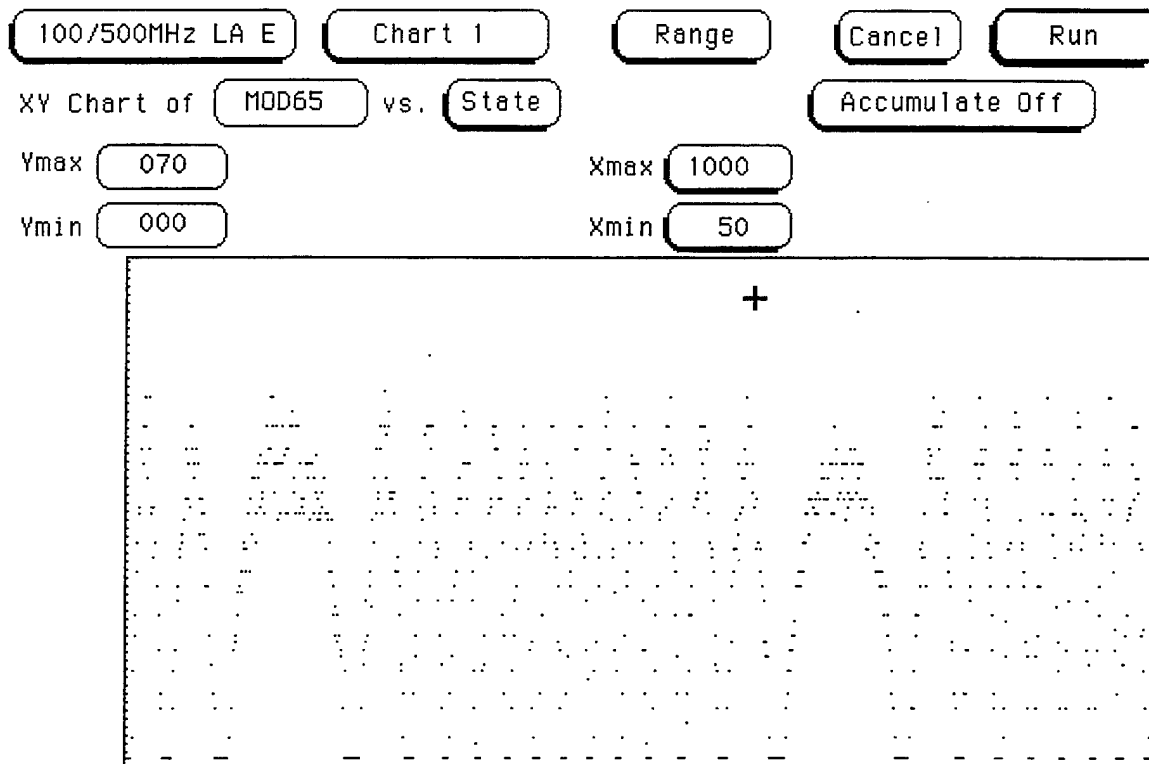 100/500MHz LA E Chart 1 Range Cancel Run
XY Chart of MOD65 vs. State Accumulate Off
Ymax 070 Xmax 1000
Ymin 000 Xmin 50